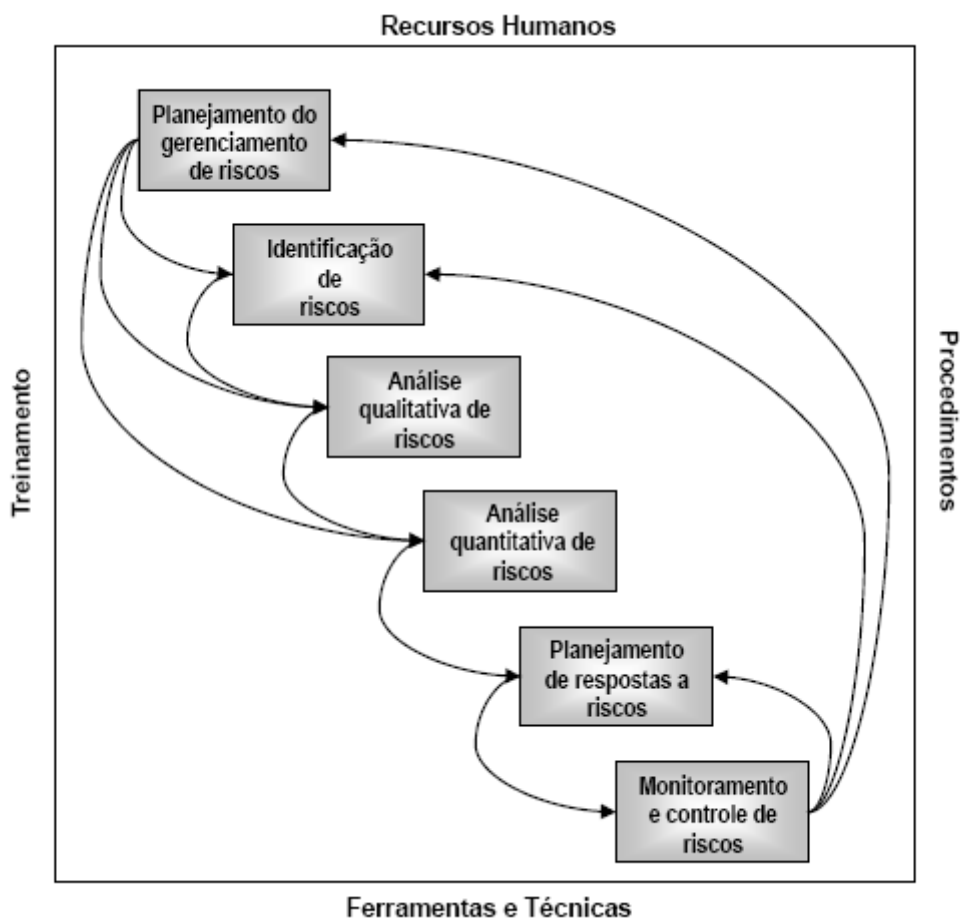 Recursos Humanos
Planejamento do
gerenciamento
de riscos
Identificação
de
riscos
Análise
qualitativa de
riscos
Análise
quantitativa de
riscos
Planejamento
de respostas a
riscos
Monitoramento
e controle de
riscos
Treinamento
Procedimentos
Ferramentas e Técnicas